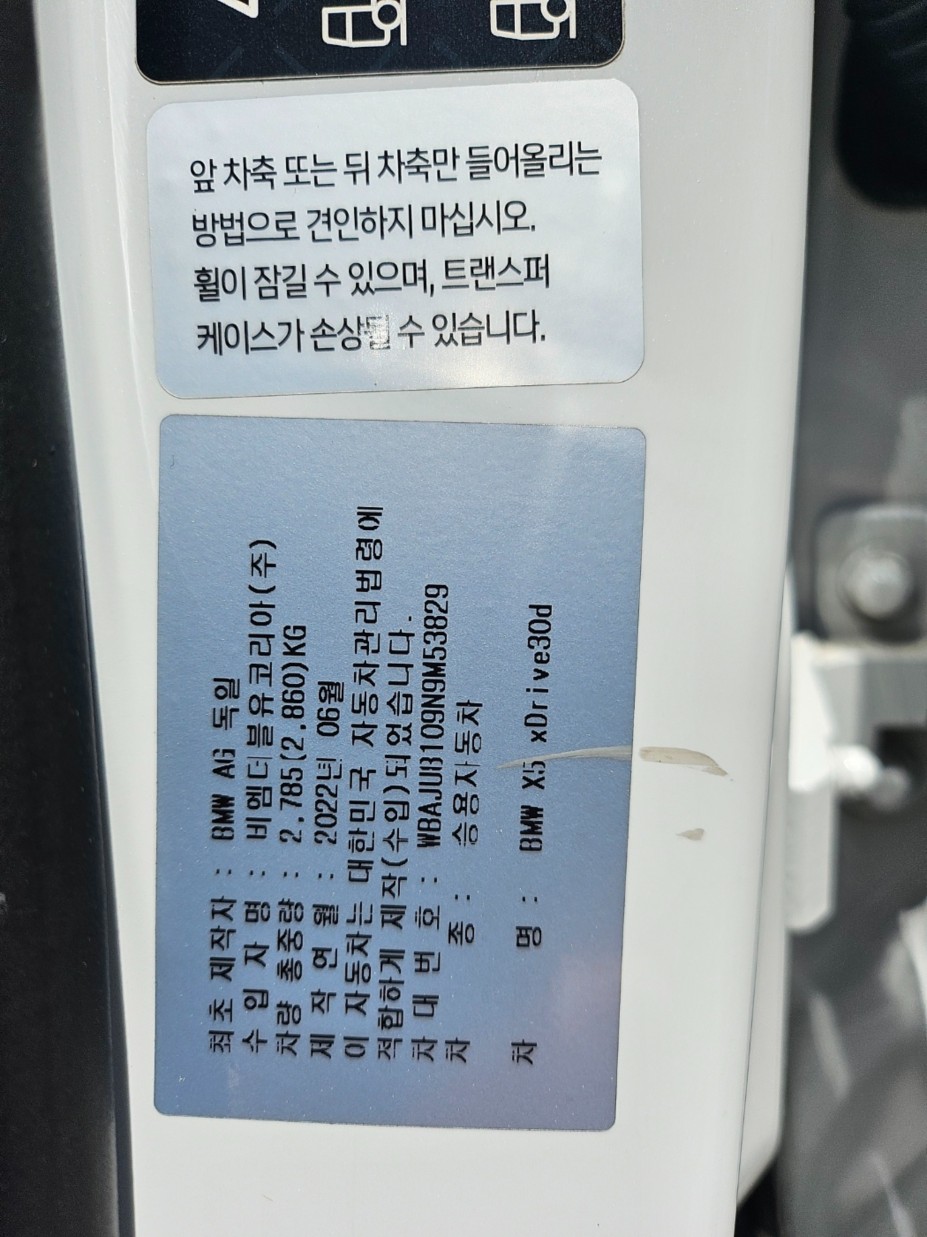 앞 차축 또는 뒤 차축만 들어올리는
방법으로 견인하지 마십시오.
휠이 잠길 수 있으며, 트랜스퍼
케이스가 손상될 수 있습니다.
최초 제작자 : BMW AG 독일
수 입 자 명 : 비엠더블유코리아(주)
차량 총중량 : 2,785(2,860)KG
제 작 연 월 : 2022년 06월
이 자동차는 대한민국 자동차관리법령에
적합하게 제작(수입)되었습니다.
차 대 번 호 : WBAJU8109N9M53829
차 종 : 승용자동차
차 명 : BMW X5 xDrive30d